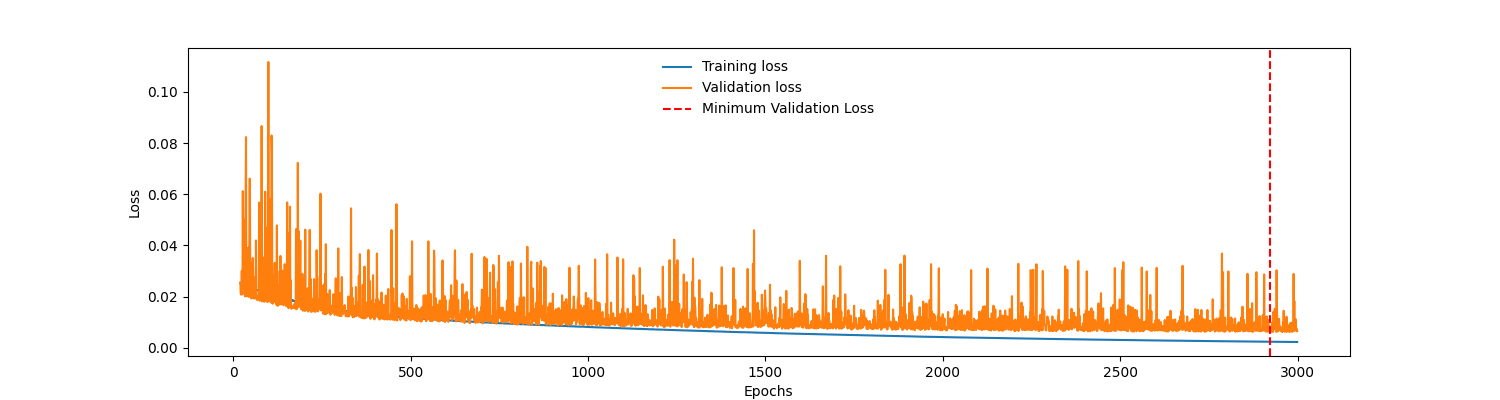 Training loss
Validation loss
Minimum Validation Loss
0.10
0.08
0.06
0.04
0.02
0.00
Loss
0 500 1000 1500 2000 2500 3000
Epochs